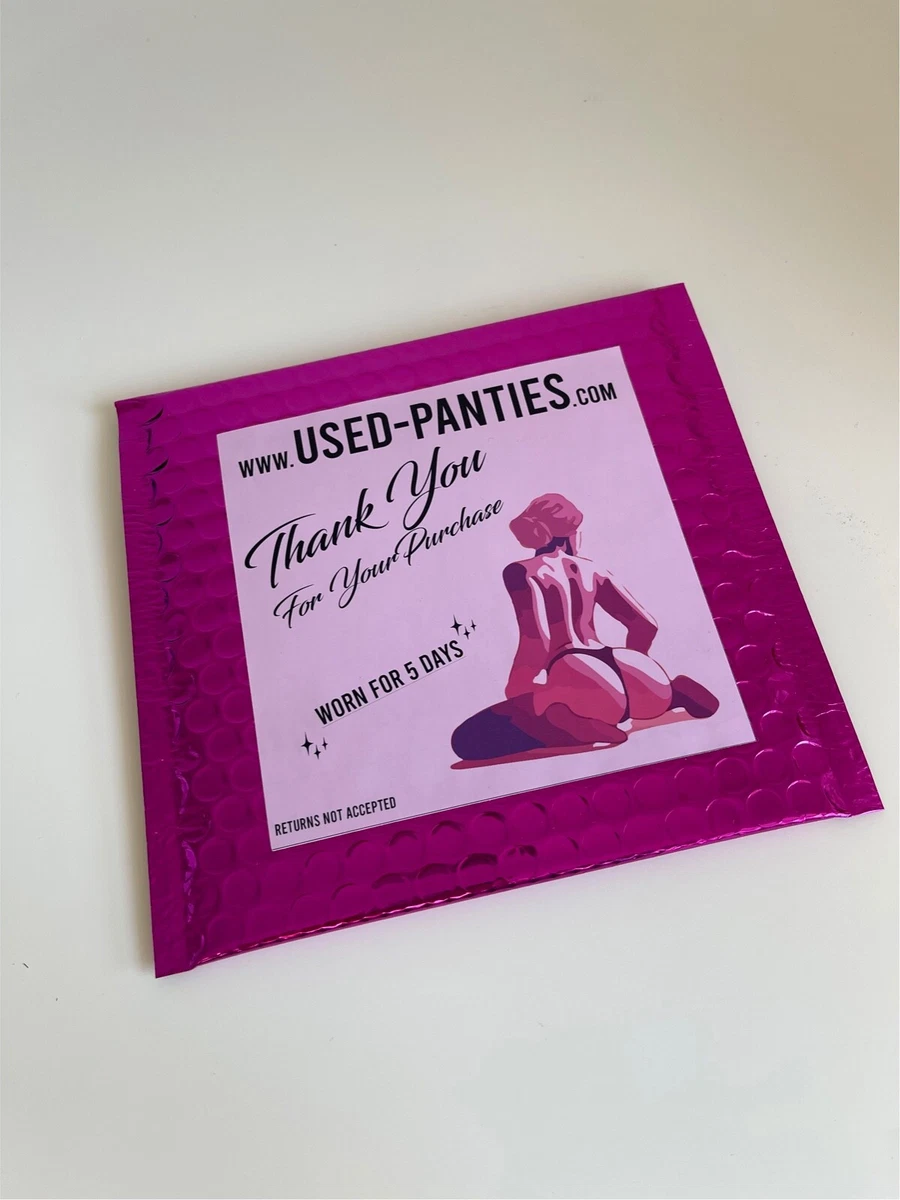 WWW.USED-PANTIES.COM
Thank You
For Your Purchase
WORN FOR 5 DAYS
RETURNS NOT ACCEPTED